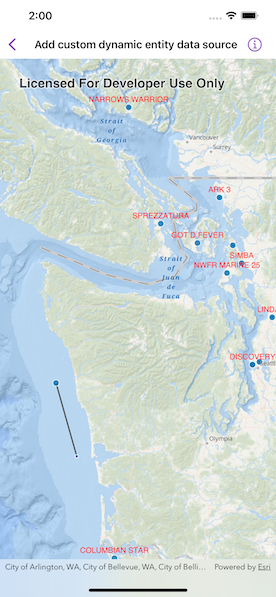 2:00
Add custom dynamic entity data source
Licensed For Developer Use Only
NARROWS WARRIOR
Strait
of
Georgia
Vancouver
Surrey
ARK 3
SPREZZATURA
GOT D FEVER
SIMBA
Strait
of
Juan
de
Fuca
NWFR MARINE 25
LINDA
DISCOVERY
Olympia
COLUMBIAN STAR
City of Arlington, WA, City of Bellevue, WA, City of Belli... Powered by Esri